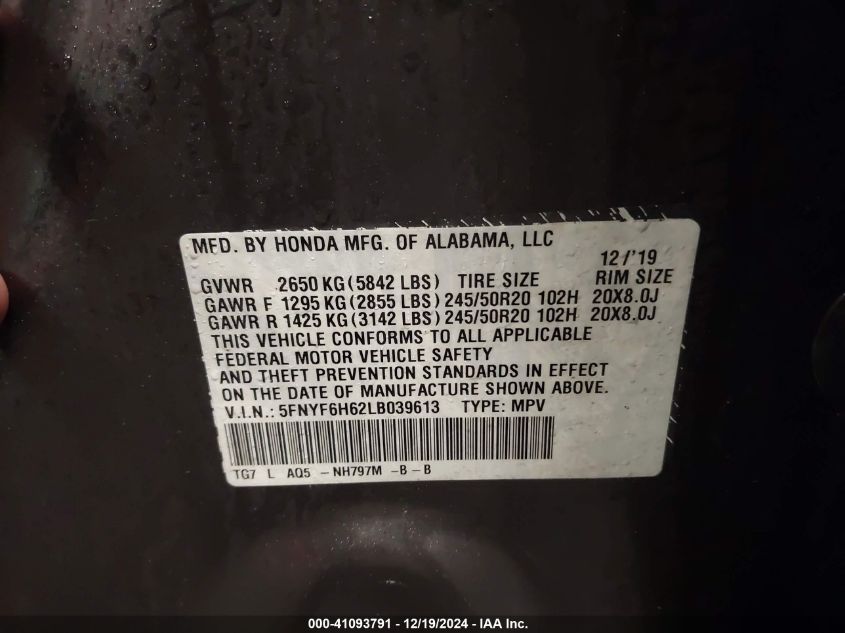 MFD. BY HONDA MFG. OF ALABAMA, LLC
12/'19
GVWR 2650 KG (5842 LBS) TIRE SIZE RIM SIZE
GAWR F 1295 KG (2855 LBS) 245/50R20 102H 20X8.0J
GAWR R 1425 KG (3142 LBS) 245/50R20 102H 20X8.0J
THIS VEHICLE CONFORMS TO ALL APPLICABLE
FEDERAL MOTOR VEHICLE SAFETY
AND THEFT PREVENTION STANDARDS IN EFFECT
ON THE DATE OF MANUFACTURE SHOWN ABOVE.
V.I.N.: 5FNYF6H62LB039613 TYPE: MPV
TG7 L AQ5 -NH797M -B-B
000-41093791 - 12/19/2024 - IAA Inc.